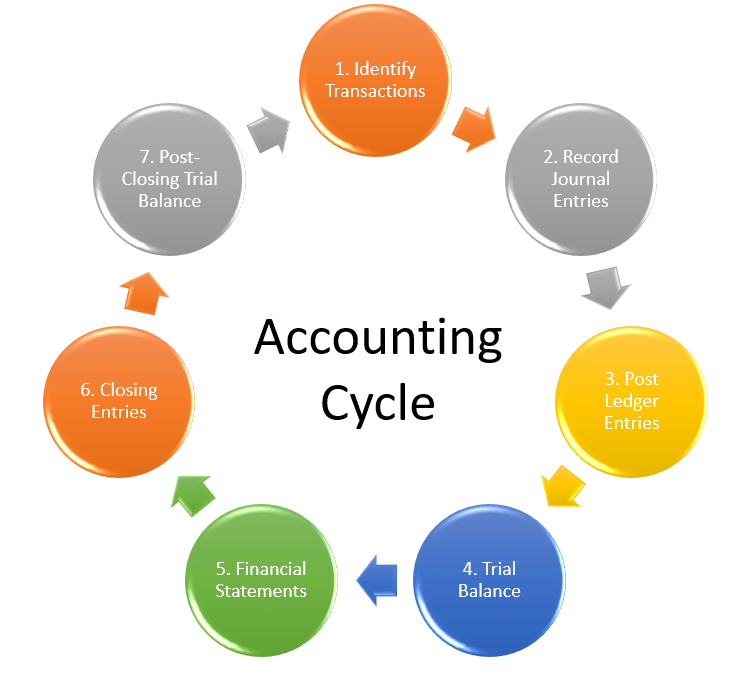 1. Identify
Transactions
2. Record
Journal
Entries
3. Post
Ledger
Entries
4. Trial
Balance
5. Financial
Statements
6. Closing
Entries
7. Post-
Closing Trial
Balance
Accounting
Cycle